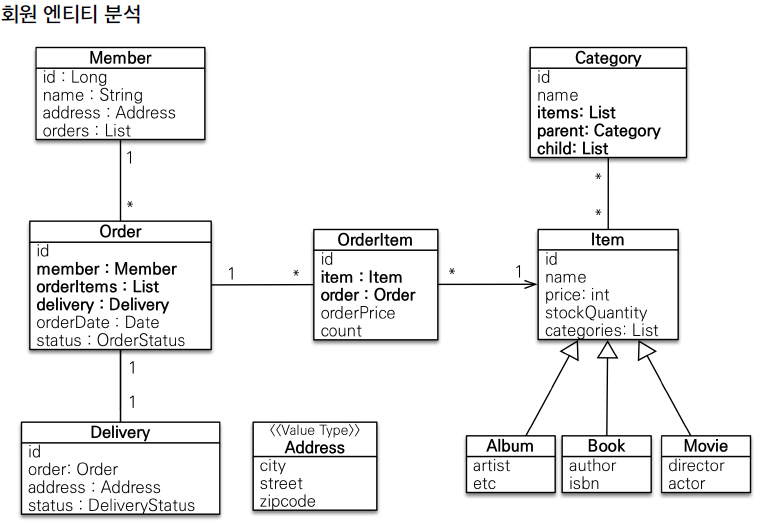 회원 엔티티 분석
Member
id : Long
name : String
address : Address
orders : List
Category
id
name
items: List
parent: Category
child: List
1
*
*
*
Order
id
member : Member
orderItems : List
delivery : Delivery
orderDate : Date
status : OrderStatus
1
*
OrderItem
id
item : Item
order : Order
orderPrice
count
*
1
Item
id
name
price: int
stockQuantity
categories: List
1
1
Delivery
id
order: Order
address : Address
status : DeliveryStatus
<<Value Type>>
Address
city
street
zipcode
Album
artist
etc
Book
author
isbn
Movie
director
actor